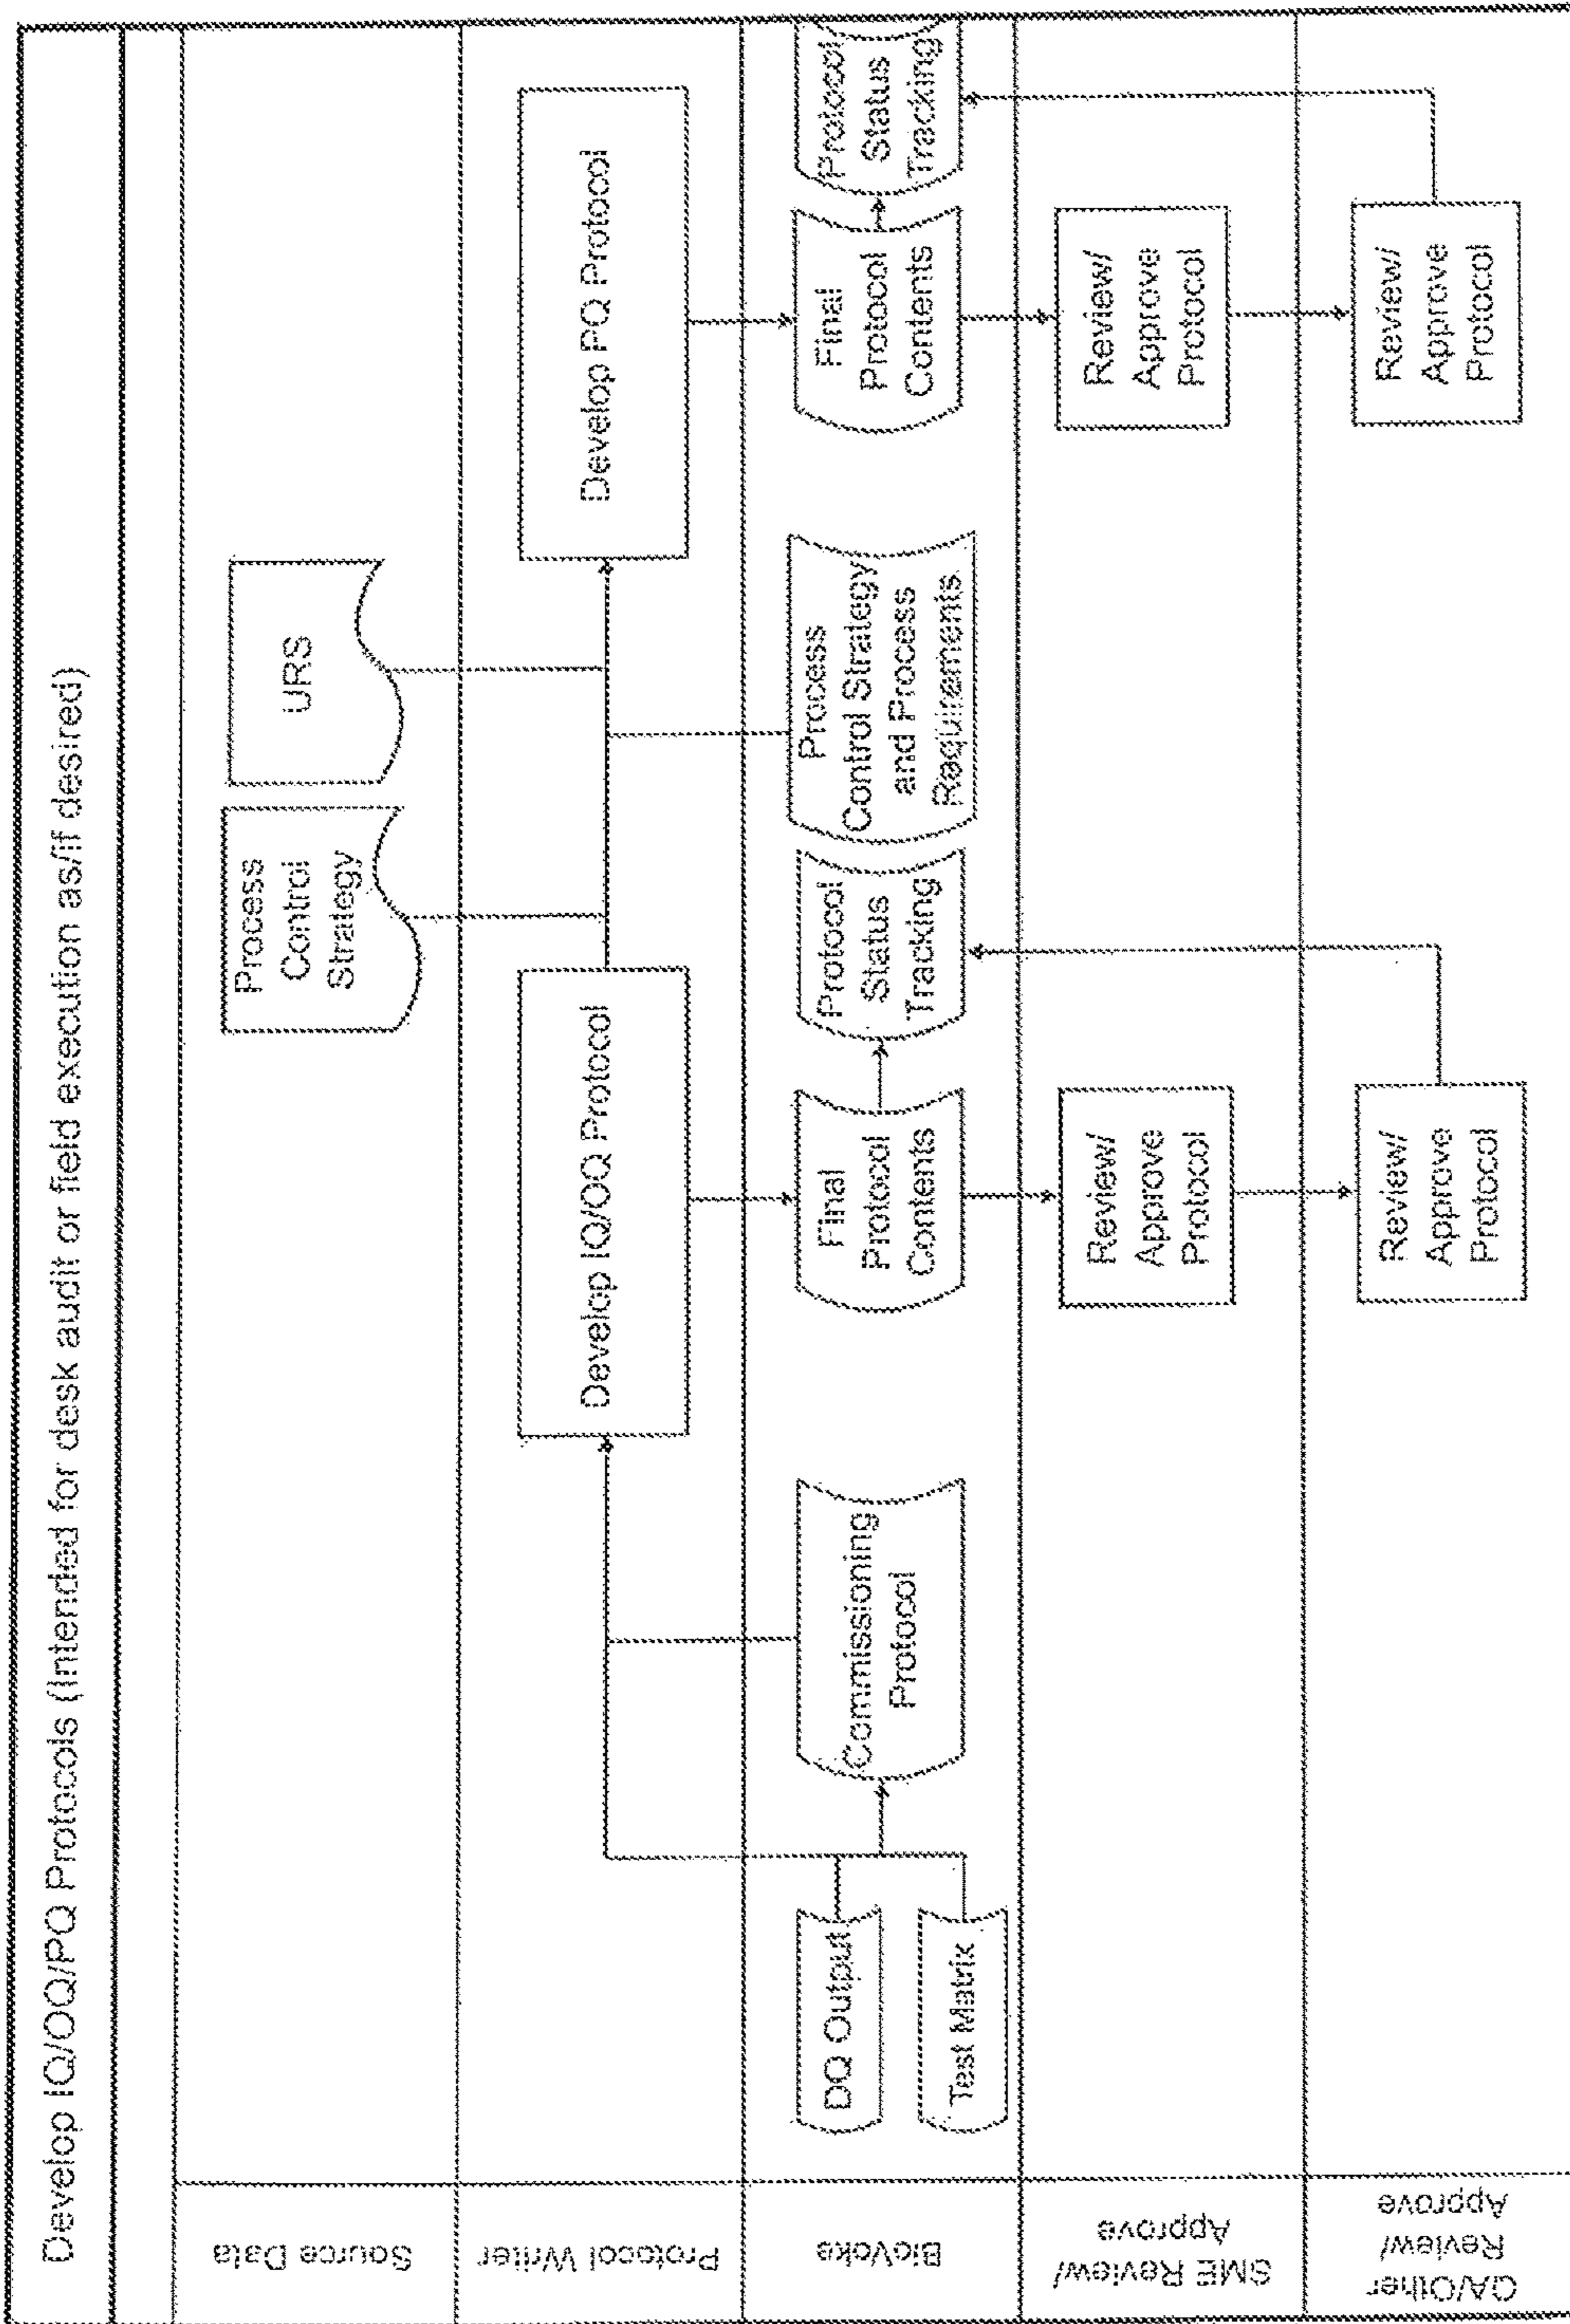 Develop IQ/OQ/PQ Protocols (Intended for desk audit or field execution as/if desired)
Source Data
Process
Control
Strategy
URS
Protocol Writer
Develop IQ/OQ Protocol
Develop PQ Protocol
BioVoke
DQ Output
Test Matrix
Commissioning
Protocol
Final
Protocol
Contents
Protocol
Status
Tracking
Process
Control Strategy
and Process
Requirements
Final
Protocol
Contents
Protocol
Status
Tracking
SME Review/
Approve
Review/
Approve
Protocol
Review/
Approve
Protocol
QA/Other
Review/
Approve
Review/
Approve
Protocol
Review/
Approve
Protocol